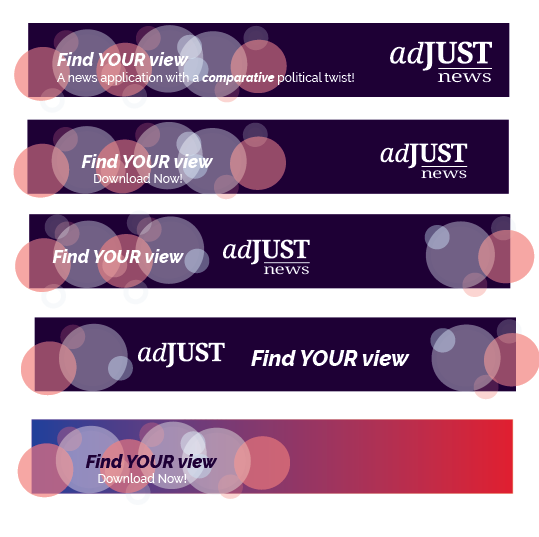 Find YOUR view
A news application with a comparative political twist!
adJUST
news
Find YOUR view
Download Now!
adJUST
news
Find YOUR view
adJUST
news
adJUST
Find YOUR view
Find YOUR view
Download Now!